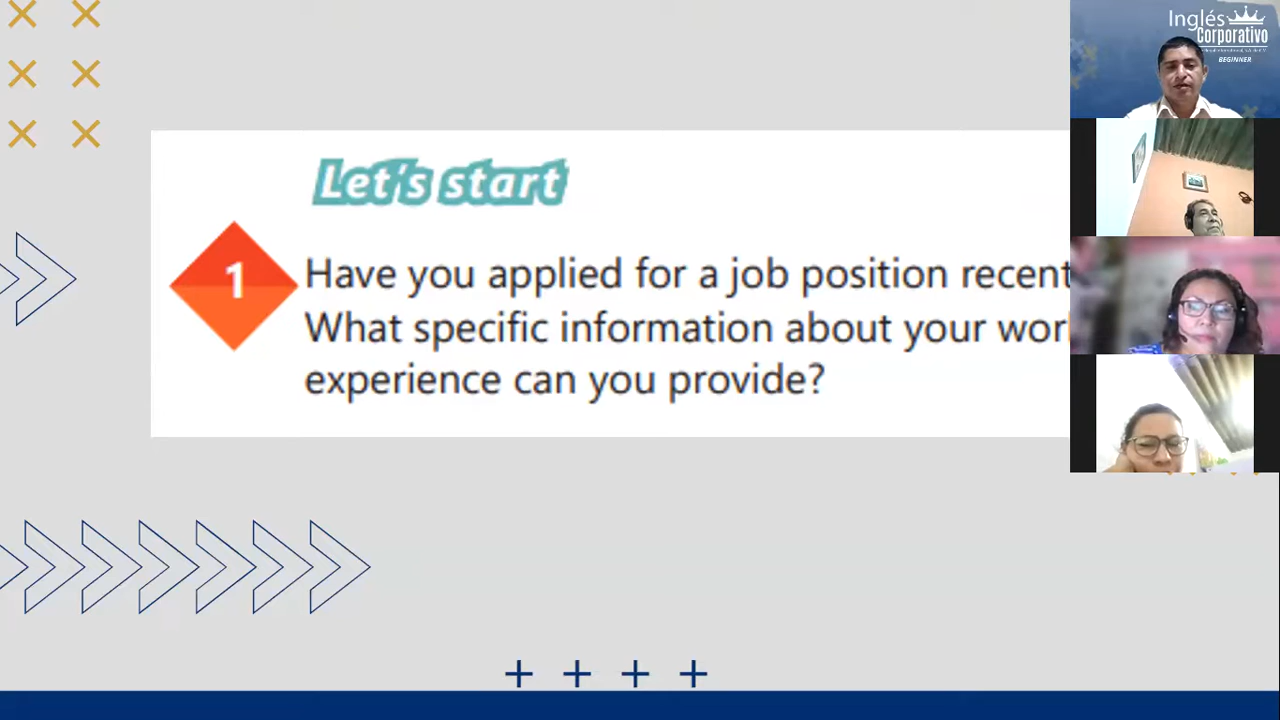 Let's start
1
Have you applied for a job position recent
What specific information about your wor
experience can you provide?
Inglés
Corporativo
BEGINNER